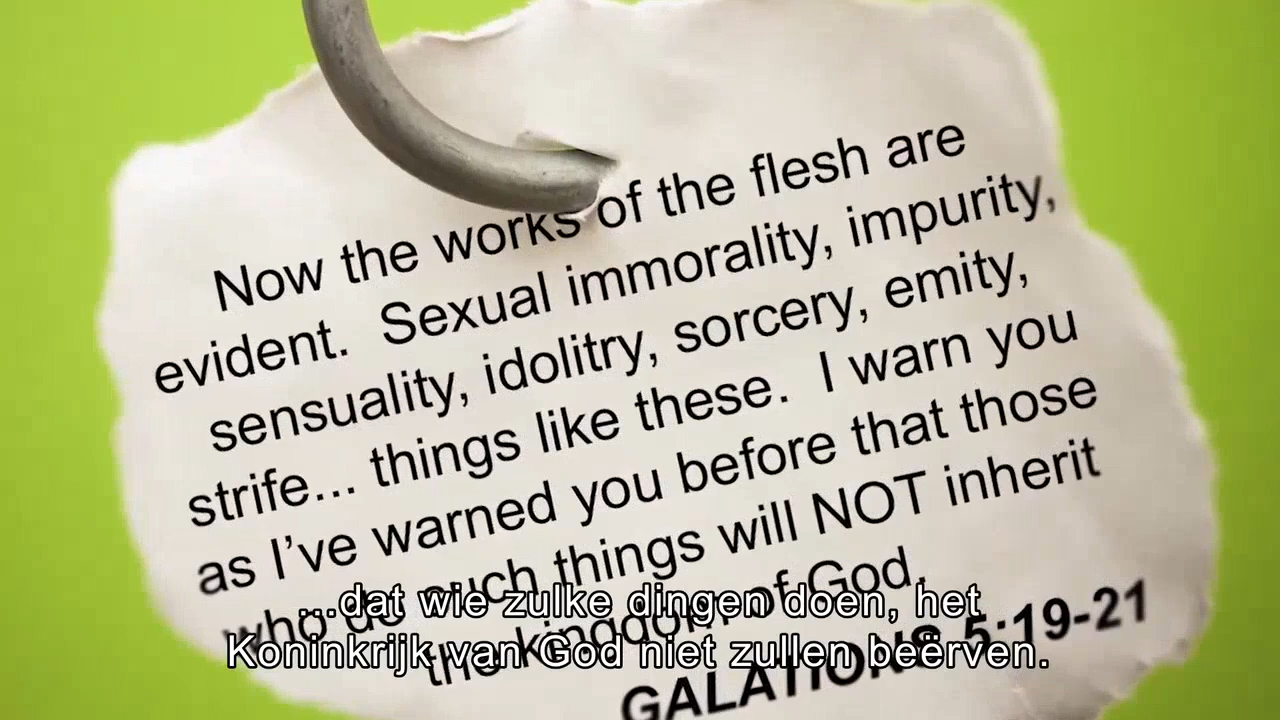 Now the works of the flesh are
evident. Sexual immorality, impurity,
sensuality, idolitry, sorcery, emity,
strife... things like these. I warn you
as I've warned you before that those
who do such things will NOT inherit
the kingdom of God.
GALATIONS 5:19-21
...dat wie zulke dingen doen, het
Koninkrijk van God niet zullen beërven.